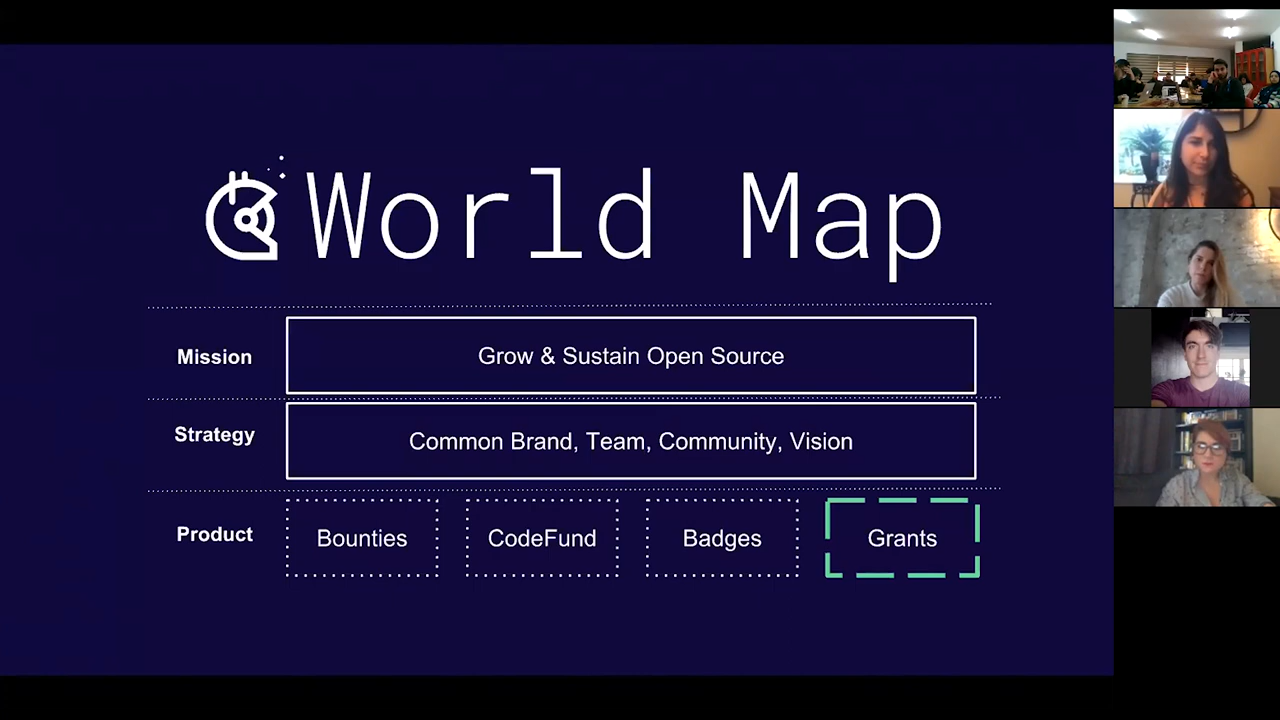 World Map
Mission
Grow & Sustain Open Source
Strategy
Common Brand, Team, Community, Vision
Product
Bounties
CodeFund
Badges
Grants